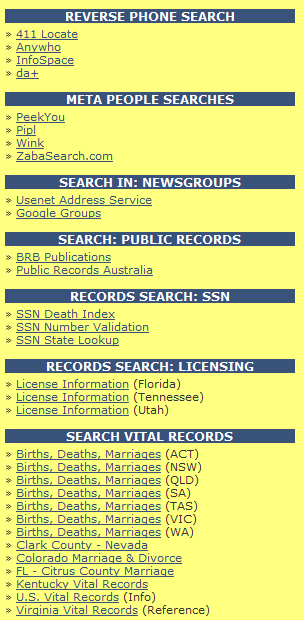 REVERSE PHONE SEARCH
» 411 Locate
» Anywho
» InfoSpace
» da+
META PEOPLE SEARCHES
» PeekYou
» Pipl
» Wink
» ZabaSearch.com
SEARCH IN: NEWSGROUPS
» Usenet Address Service
» Google Groups
SEARCH: PUBLIC RECORDS
» BRB Publications
» Public Records Australia
RECORDS SEARCH: SSN
» SSN Death Index
» SSN Number Validation
» SSN State Lookup
RECORDS SEARCH: LICENSING
» License Information (Florida)
» License Information (Tennessee)
» License Information (Utah)
SEARCH VITAL RECORDS
» Births, Deaths, Marriages (ACT)
» Births, Deaths, Marriages (NSW)
» Births, Deaths, Marriages (QLD)
» Births, Deaths, Marriages (SA)
» Births, Deaths, Marriages (TAS)
» Births, Deaths, Marriages (VIC)
» Births, Deaths, Marriages (WA)
» Clark County - Nevada
» Colorado Marriage & Divorce
» FL - Citrus County Marriage
» Kentucky Vital Records
» U.S. Vital Records (Info)
» Virginia Vital Records (Reference)